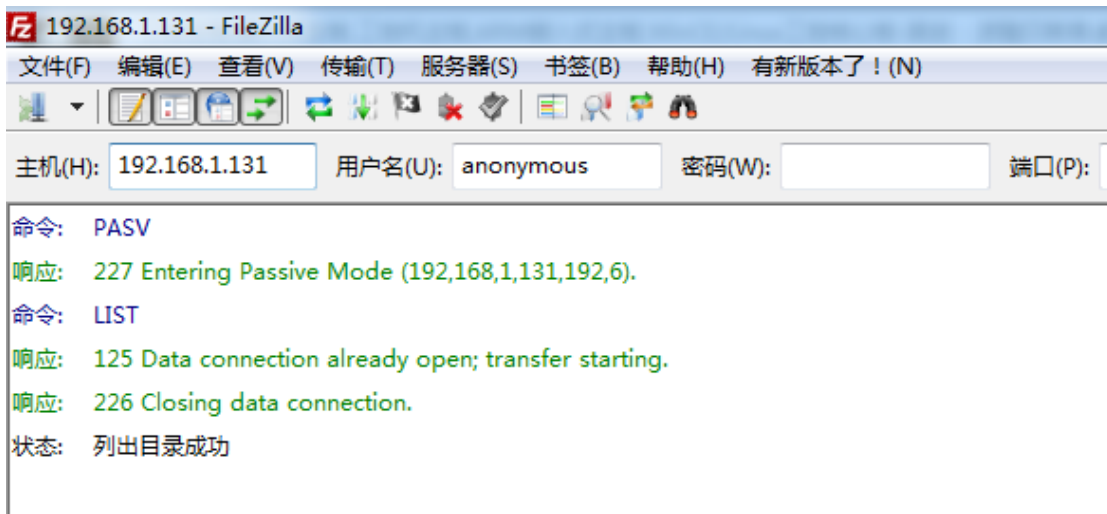 192.168.1.131 - FileZilla
文件(F) 编辑(E) 查看(V) 传输(T) 服务器(S) 书签(B) 帮助(H) 有新版本了！(N)
主机(H): 192.168.1.131 用户名(U): anonymous 密码(W): 端口(P):
命令: PASV
响应: 227 Entering Passive Mode (192,168,1,131,192,6).
命令: LIST
响应: 125 Data connection already open; transfer starting.
响应: 226 Closing data connection.
状态: 列出目录成功